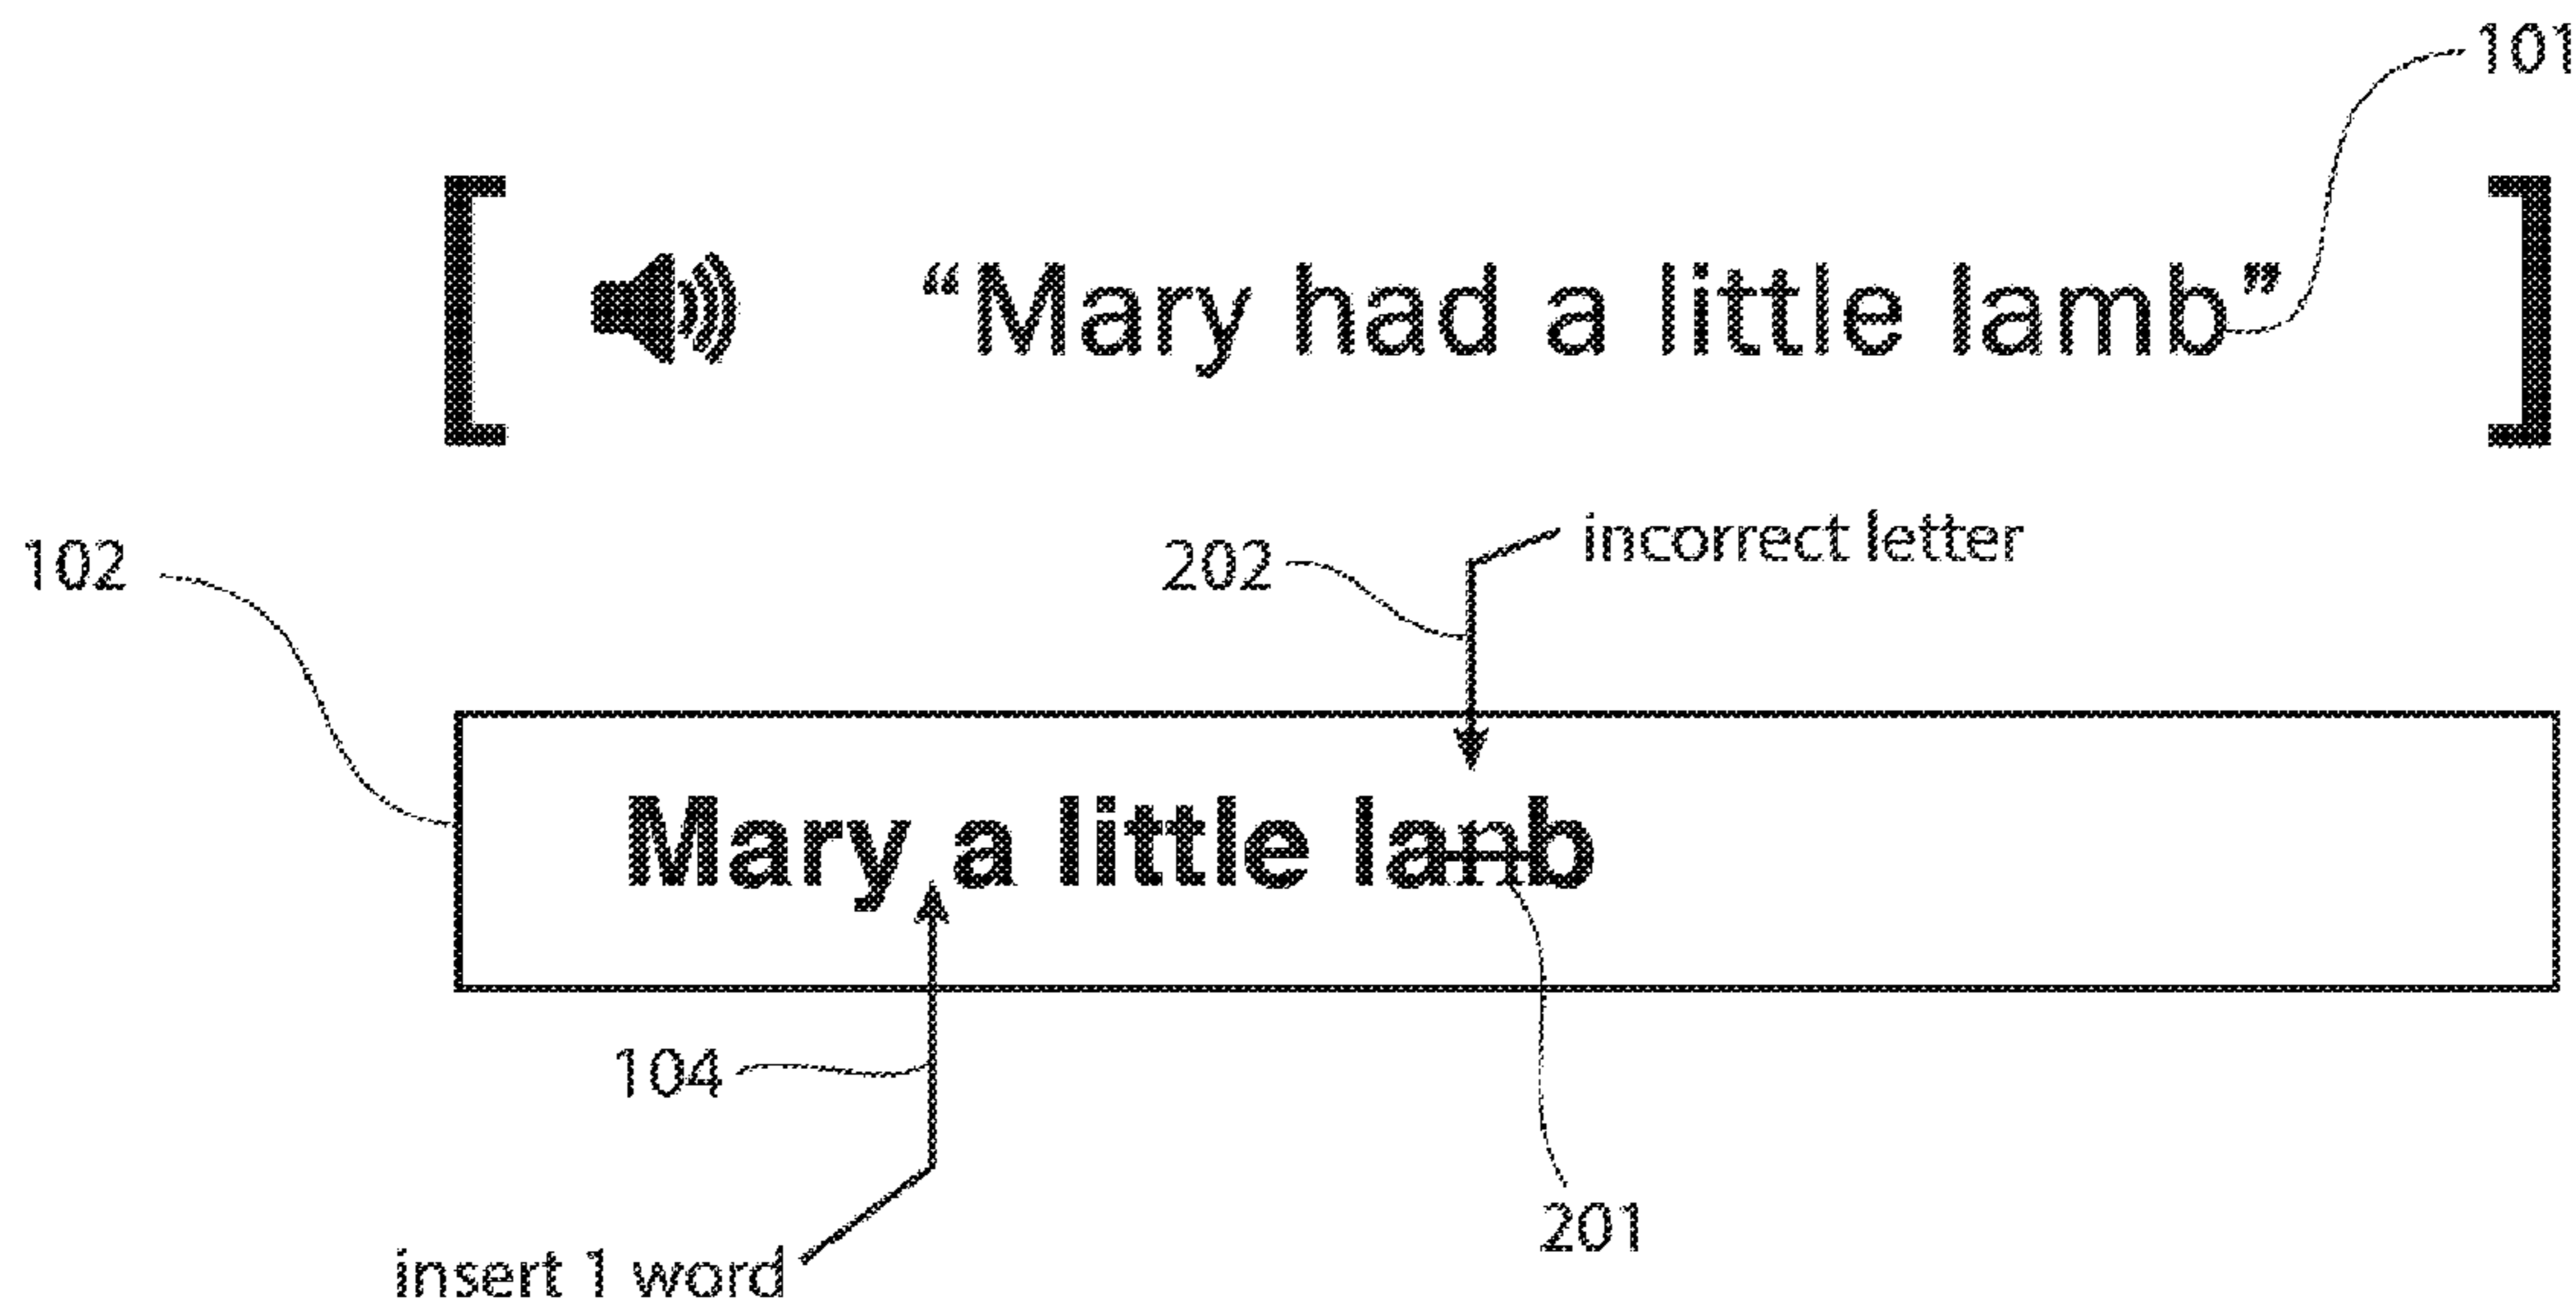 101
[ “Mary had a little lamb” ]
102
202
incorrect letter
Mary a little lanb
104
201
insert 1 word